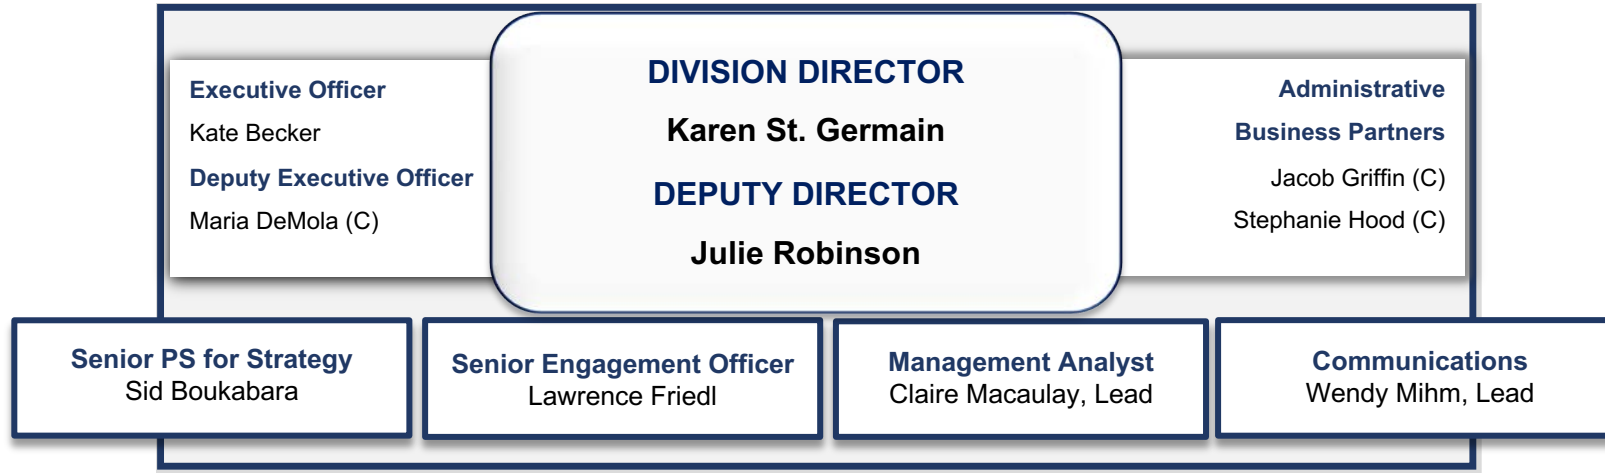 Executive Officer
Kate Becker
Deputy Executive Officer
Maria DeMola (C)
DIVISION DIRECTOR
Karen St. Germain
DEPUTY DIRECTOR
Julie Robinson
Administrative
Business Partners
Jacob Griffin (C)
Stephanie Hood (C)
Senior PS for Strategy
Sid Boukabara
Senior Engagement Officer
Lawrence Friedl
Management Analyst
Claire Macaulay, Lead
Communications
Wendy Mihm, Lead